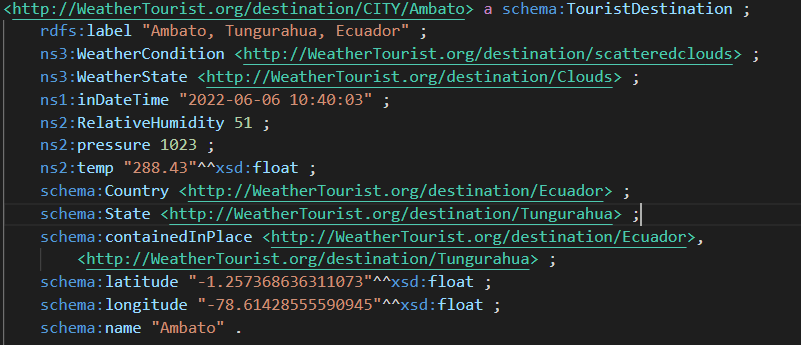 <http://WeatherTourist.org/destination/CITY/Ambato> a schema:TouristDestination ;
rdfs:label "Ambato, Tungurahua, Ecuador" ;
ns3:WeatherCondition <http://WeatherTourist.org/destination/scatteredclouds> ;
ns3:WeatherState <http://WeatherTourist.org/destination/Clouds> ;
ns1:inDateTime "2022-06-06 10:40:03" ;
ns2:RelativeHumidity 51 ;
ns2:pressure 1023 ;
ns2:temp "288.43"^^xsd:float ;
schema:Country <http://WeatherTourist.org/destination/Ecuador> ;
schema:State <http://WeatherTourist.org/destination/Tungurahua> ;
schema:containedInPlace <http://WeatherTourist.org/destination/Ecuador>,
<http://WeatherTourist.org/destination/Tungurahua> ;
schema:latitude "-1.257368636311073"^^xsd:float ;
schema:longitude "-78.61428555590945"^^xsd:float ;
schema:name "Ambato" .